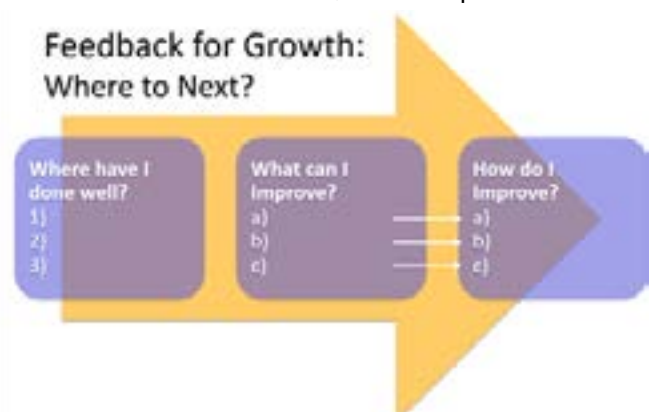 Feedback for Growth:
Where to Next?
Where have I
done well?
1)
2)
3)
What can I
Improve?
a)
b)
c)
How do I
Improve?
a)
b)
c)